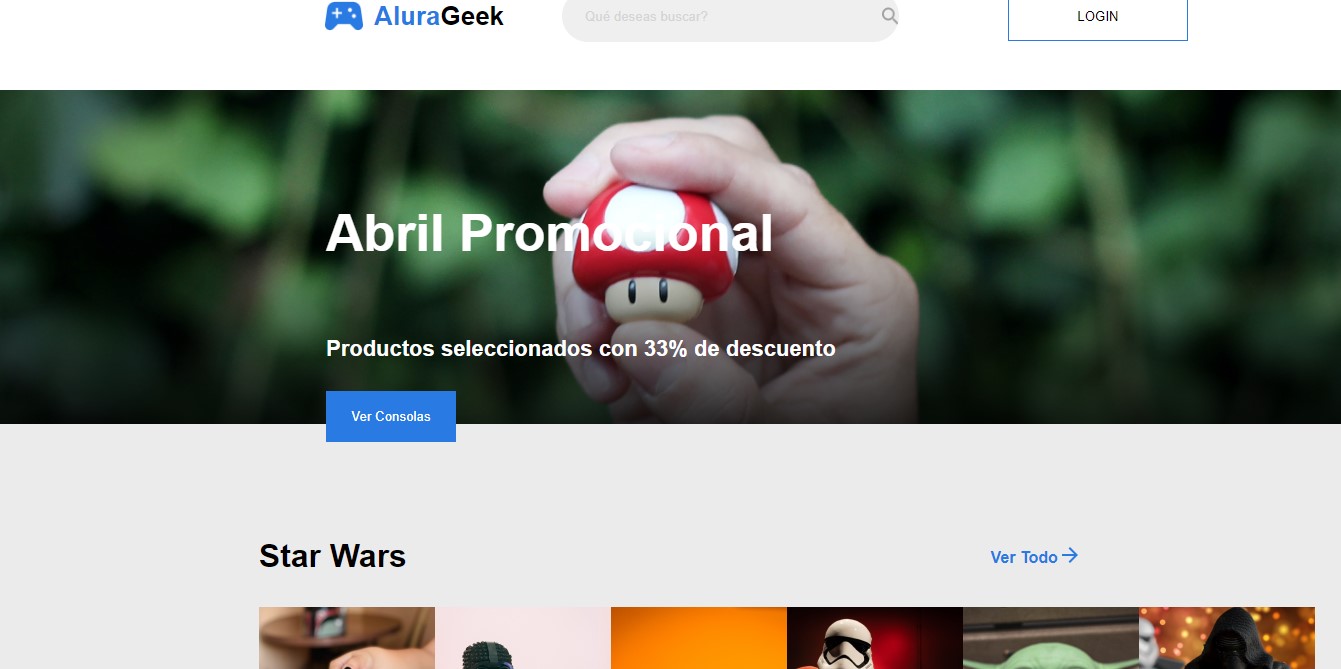 AluraGeek
Qué deseas buscar?
LOGIN
Abril Promocional
Productos seleccionados con 33% de descuento
Ver Consolas
Star Wars
Ver Todo